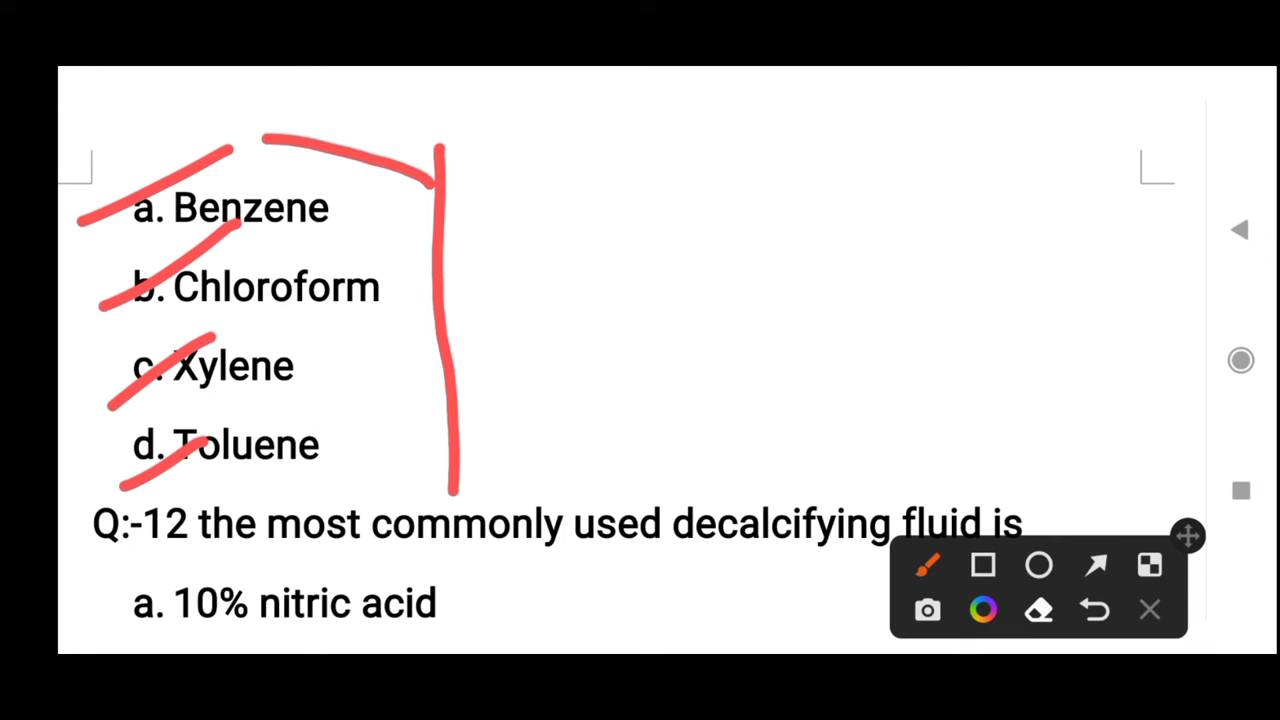 a. Benzene
b. Chloroform
c. Xylene
d. Toluene
Q:-12 the most commonly used decalcifying fluid is
a. 10% nitric acid